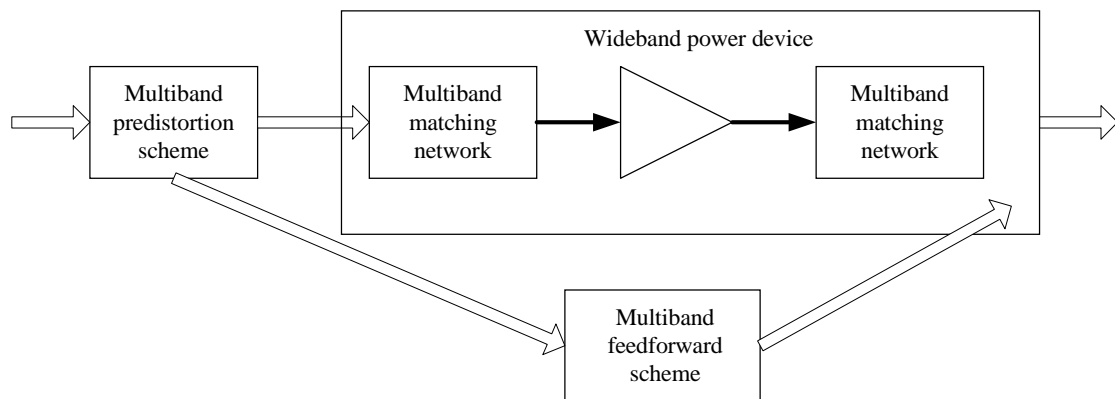 Wideband power device
Multiband
predistortion
scheme
Multiband
matching
network
Multiband
matching
network
Multiband
feedforward
scheme